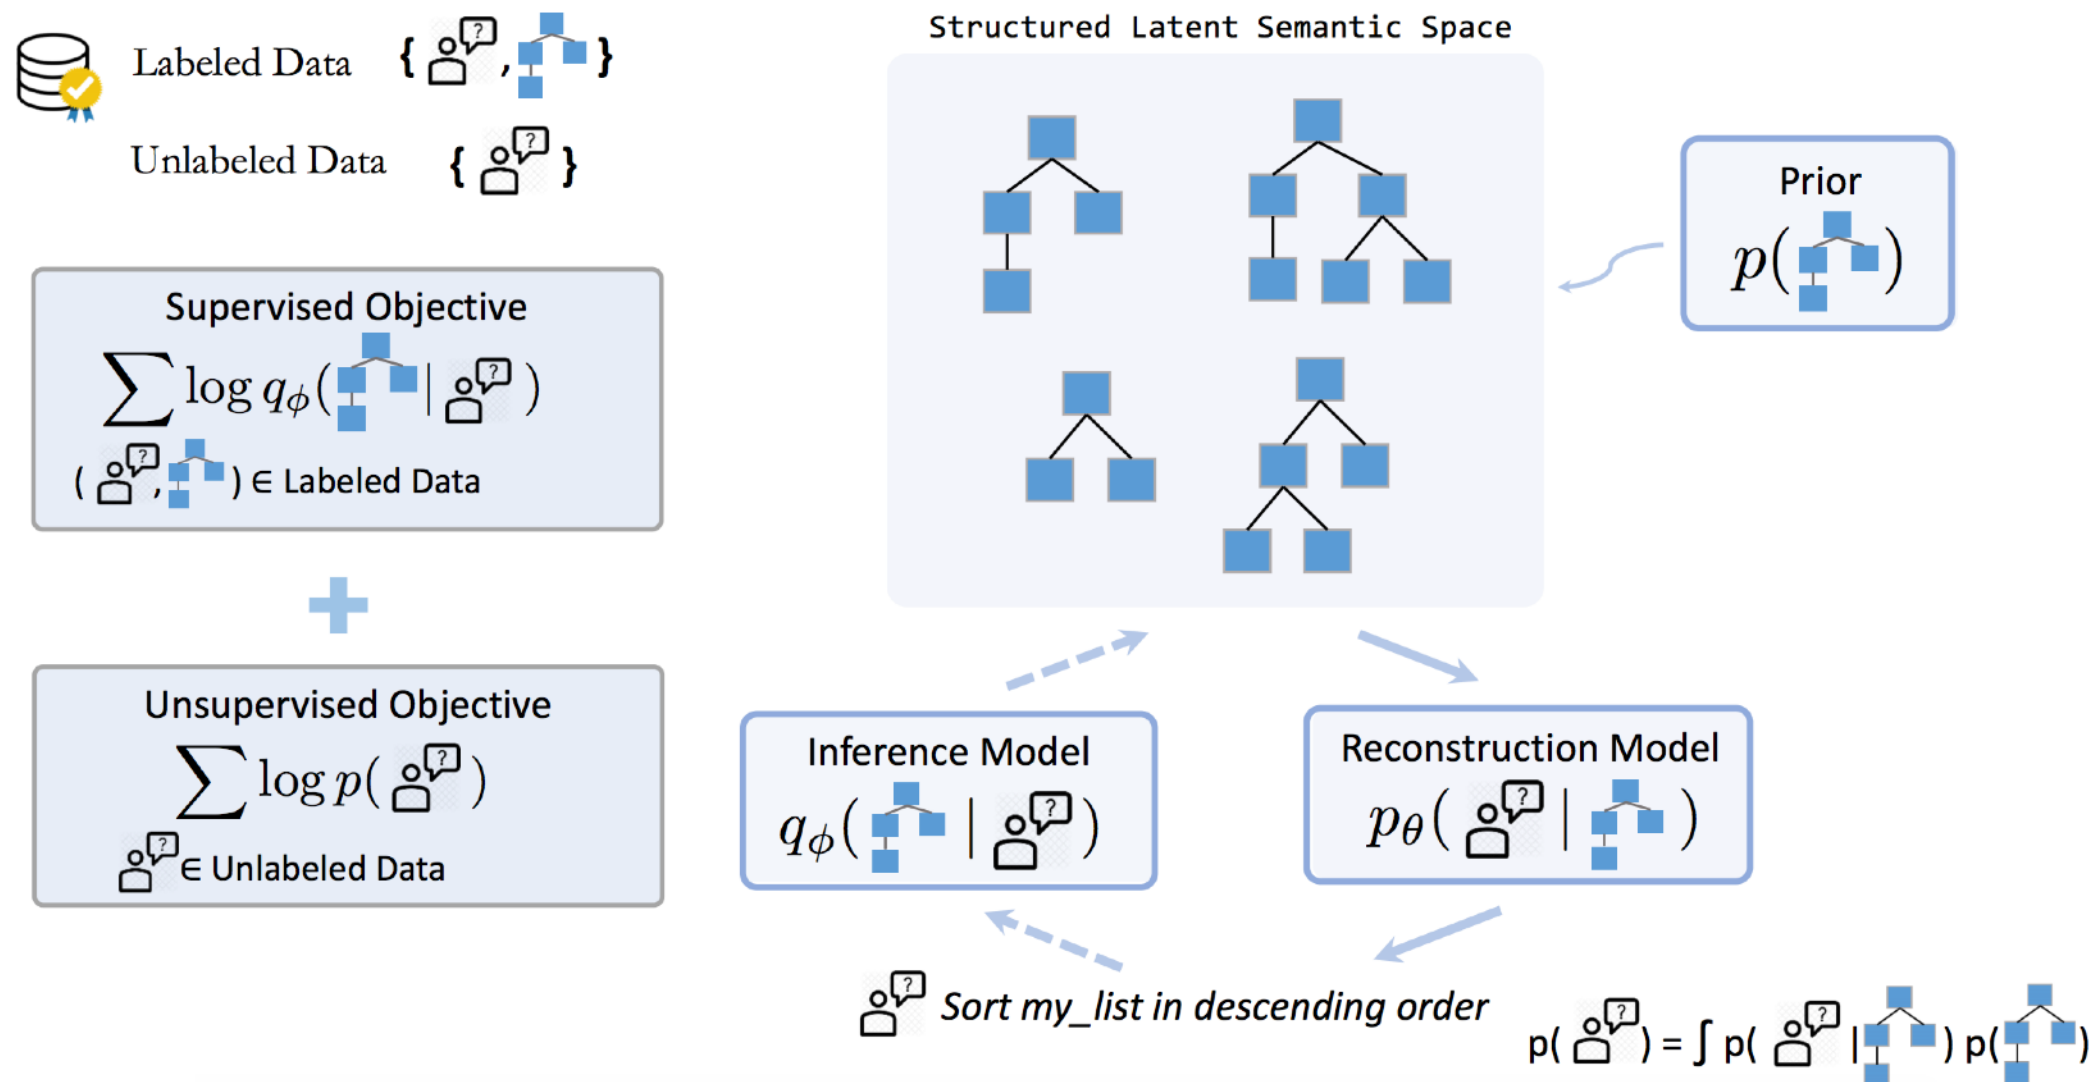 Structured Latent Semantic Space
Labeled Data { ? , }
Unlabeled Data { ? }
Prior
p( )
Supervised Objective
∑ log qϕ( | ? )
( ? , ) ∈ Labeled Data
Unsupervised Objective
∑ log p( ? )
? ∈ Unlabeled Data
Inference Model
qϕ( | ? )
Reconstruction Model
pθ( ? | )
? Sort my_list in descending order
p( ? ) = ∫ p( ? | ) p( )